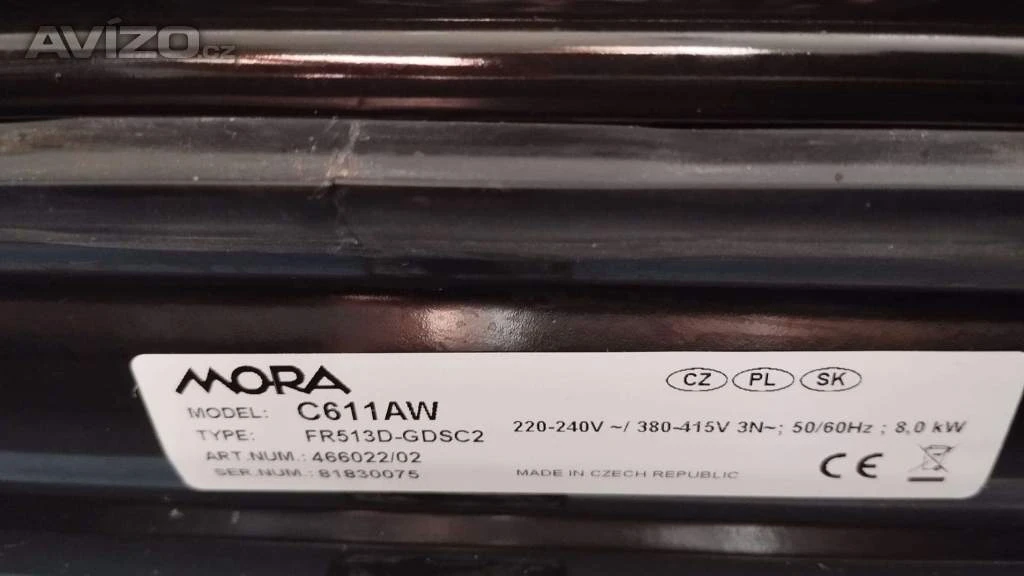 AVÍZO.cz
MORA
CZ PL SK
MODEL: C611AW
TYPE: FR513D-GDSC2
220-240V ~/ 380-415V 3N~; 50/60Hz ; 8,0 kW
ART.NUM.: 466022/02
SER.NUM.: 81830075
MADE IN CZECH REPUBLIC
CE